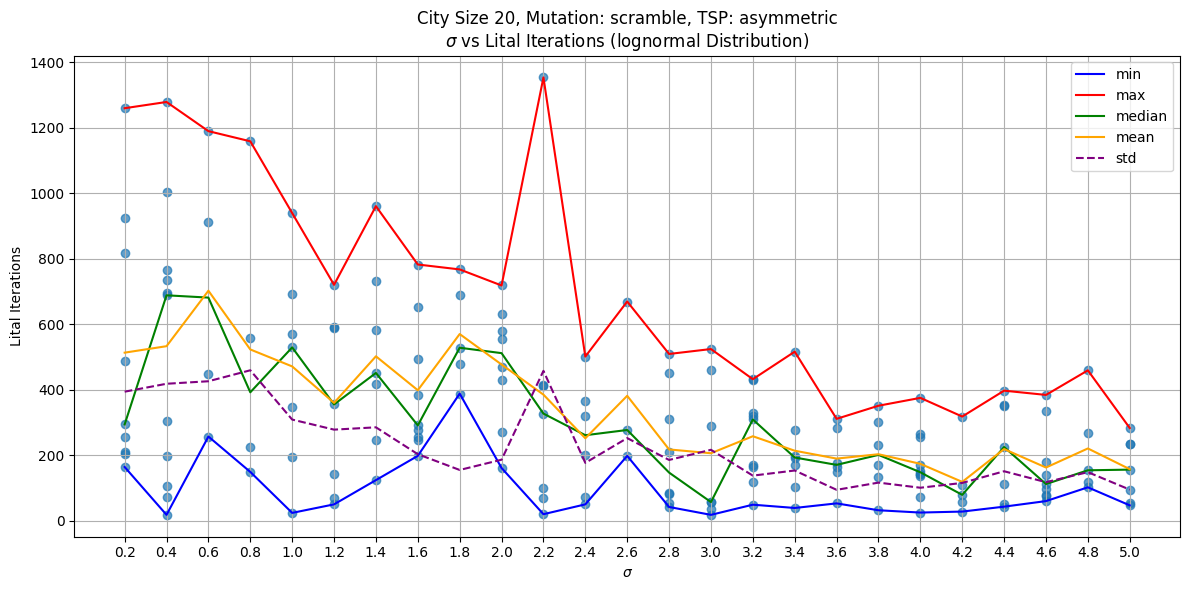 City Size 20, Mutation: scramble, TSP: asymmetric
σ vs Lital Iterations (lognormal Distribution)
Lital Iterations
1400
1200
1000
800
600
400
200
0
min
max
median
mean
std
0.2 0.4 0.6 0.8 1.0 1.2 1.4 1.6 1.8 2.0 2.2 2.4 2.6 2.8 3.0 3.2 3.4 3.6 3.8 4.0 4.2 4.4 4.6 4.8 5.0
σ